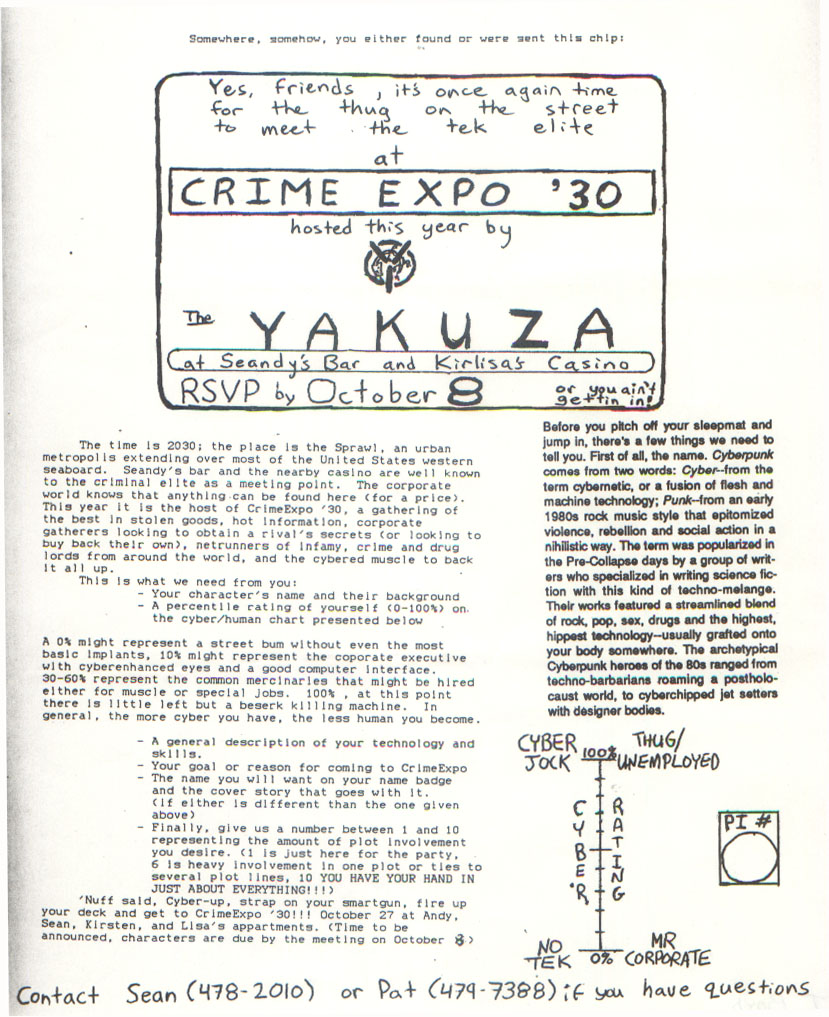 Somewhere, somehow, you either found or were sent this chip:
Yes, friends, it's once again time
for the thug on the street
to meet the tek elite
at
CRIME EXPO '30
hosted this year by
The YAKUZA
at Seandy's Bar and Kirlisa's Casino
RSVP by October 8
or you ain't
gettin in!
The time is 2030; the place is the Sprawl, an urban
metropolis extending over most of the United States western
seaboard. Seandy's bar and the nearby casino are well known
to the criminal elite as a meeting point. The corporate
world knows that anything can be found here (for a price).
This year it is the host of CrimeExpo '30, a gathering of
the best in stolen goods, hot information, corporate
gatherers looking to obtain a rival's secrets (or looking to
buy back their own), netrunners of infamy, crime and drug
lords from around the world, and the cybered muscle to back
it all up.
This is what we need from you:
- Your character's name and their background
- A percentile rating of yourself (0-100%) on
the cyber/human chart presented below
A 0% might represent a street bum without even the most
basic implants, 10% might represent the coporate executive
with cyberenhanced eyes and a good computer interface.
30-60% represent the common mercinaries that might be hired
either for muscle or special jobs. 100% , at this point
there is little left but a beserk killing machine. In
general, the more cyber you have, the less human you become.
- A general description of your technology and
skills.
- Your goal or reason for coming to CrimeExpo
- The name you will want on your name badge
and the cover story that goes with it.
(if either is different than the one given
above)
- Finally, give us a number between 1 and 10
representing the amount of plot involvement
you desire. (1 is just here for the party,
6 is heavy involvement in one plot or ties to
several plot lines, 10 YOU HAVE YOUR HAND IN
JUST ABOUT EVERYTHING!!!)
'Nuff said, Cyber-up, strap on your smartgun, fire up
your deck and get to CrimeExpo '30!!! October 27 at Andy,
Sean, Kirsten, and Lisa's appartments. (Time to be
announced, characters are due by the meeting on October 8)
Before you pitch off your sleepmat and
jump in, there's a few things we need to
tell you. First of all, the name. Cyberpunk
comes from two words: Cyber--from the
term cybernetic, or a fusion of flesh and
machine technology; Punk--from an early
1980s rock music style that epitomized
violence, rebellion and social action in a
nihilistic way. The term was popularized in
the Pre-Collapse days by a group of writ-
ers who specialized in writing science fic-
tion with this kind of techno-melange.
Their works featured a streamlined blend
of rock, pop, sex, drugs and the highest,
hippest technology--usually grafted onto
your body somewhere. The archetypical
Cyberpunk heroes of the 80s ranged from
techno-barbarians roaming a postholo-
caust world, to cyberchipped jet setters
with designer bodies.
CYBER JOCK
100%
THUG/ UNEMPLOYED
CYBER
RATING
NO TEK
0%
MR CORPORATE
PI #
Contact Sean (478-2010) or Pat (479-7388) if you have questions